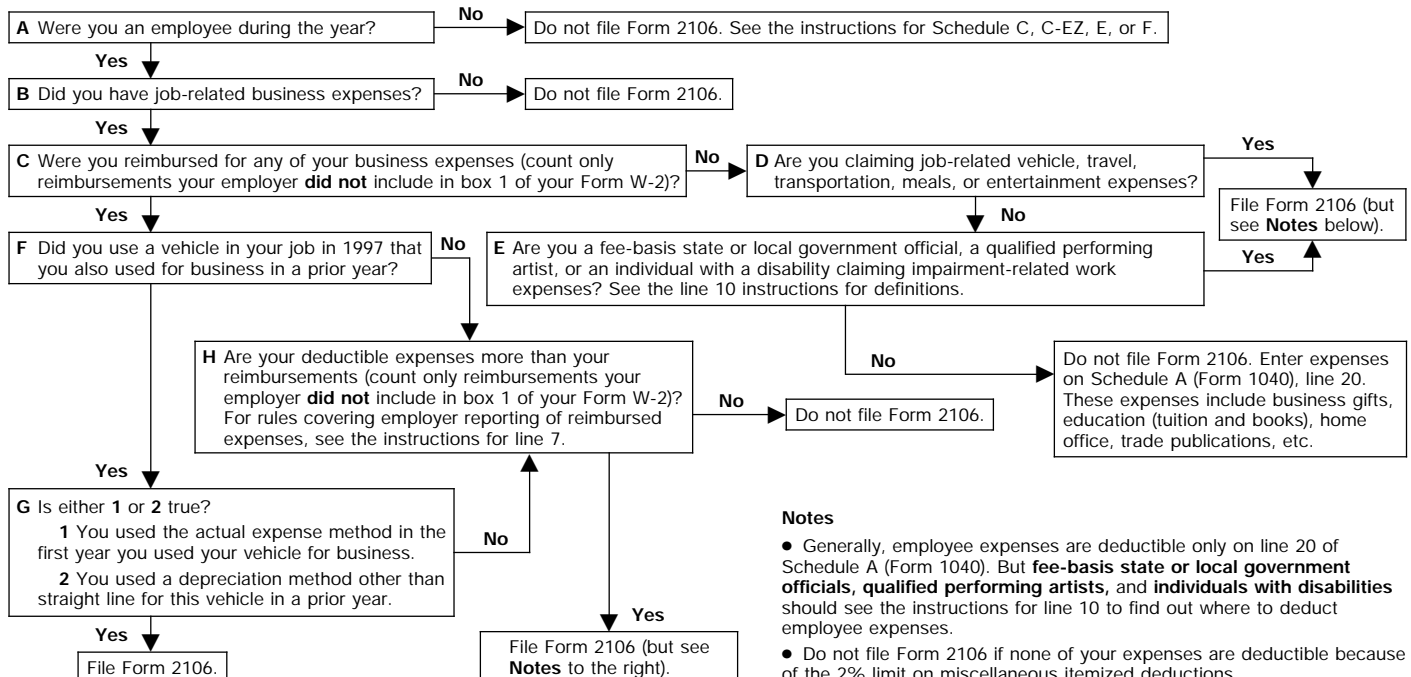 A Were you an employee during the year?
No
Do not file Form 2106. See the instructions for Schedule C, C-EZ, E, or F.
Yes
B Did you have job-related business expenses?
No
Do not file Form 2106.
Yes
C Were you reimbursed for any of your business expenses (count only
reimbursements your employer did not include in box 1 of your Form W-2)?
No
D Are you claiming job-related vehicle, travel,
transportation, meals, or entertainment expenses?
Yes
File Form 2106 (but
see Notes below).
Yes
No
F Did you use a vehicle in your job in 1997 that
you also used for business in a prior year?
No
E Are you a fee-basis state or local government official, a qualified performing
artist, or an individual with a disability claiming impairment-related work
expenses? See the line 10 instructions for definitions.
Yes
H Are your deductible expenses more than your
reimbursements (count only reimbursements your
employer did not include in box 1 of your Form W-2)?
For rules covering employer reporting of reimbursed
expenses, see the instructions for line 7.
No
Do not file Form 2106.
No
Do not file Form 2106. Enter expenses
on Schedule A (Form 1040), line 20.
These expenses include business gifts,
education (tuition and books), home
office, trade publications, etc.
Yes
G Is either 1 or 2 true?
1 You used the actual expense method in the
first year you used your vehicle for business.
2 You used a depreciation method other than
straight line for this vehicle in a prior year.
No
Yes
File Form 2106.
Yes
File Form 2106 (but see
Notes to the right).
Notes
● Generally, employee expenses are deductible only on line 20 of
Schedule A (Form 1040). But fee-basis state or local government
officials, qualified performing artists, and individuals with disabilities
should see the instructions for line 10 to find out where to deduct
employee expenses.
● Do not file Form 2106 if none of your expenses are deductible because
of the 2% limit on miscellaneous itemized deductions.